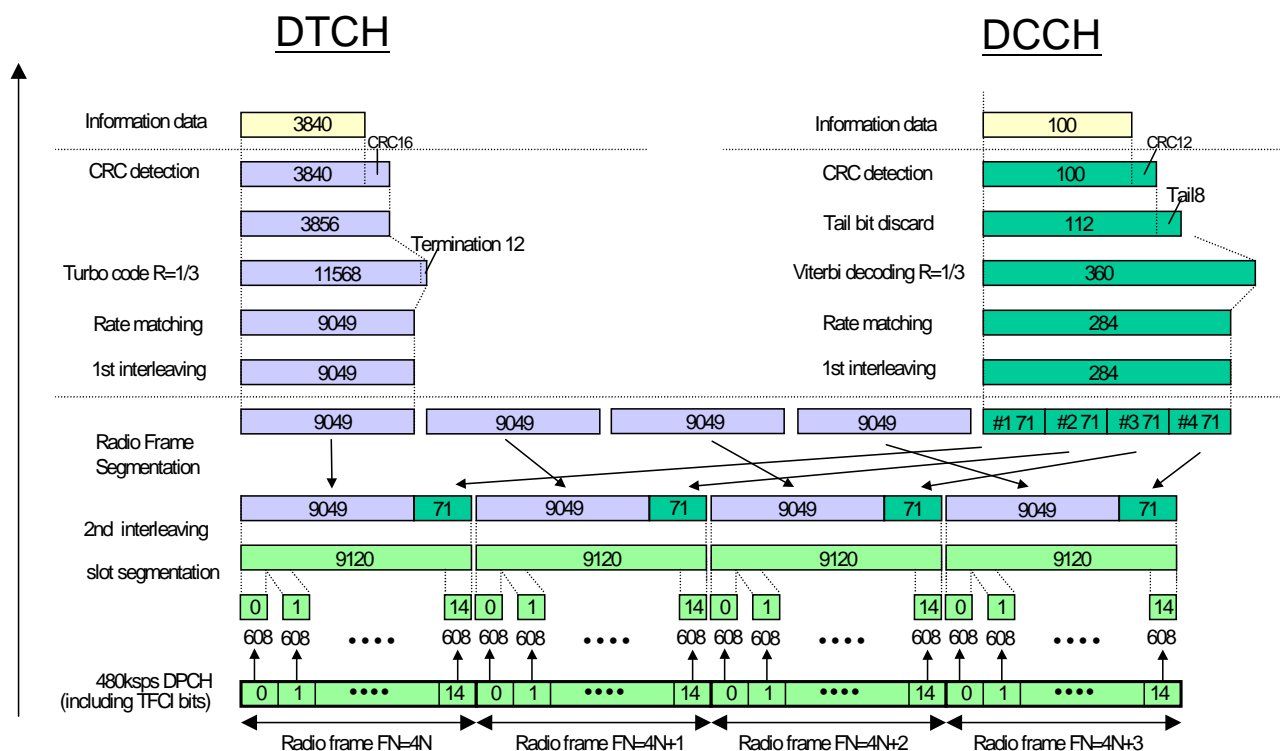 DTCH DCCH
Information data 3840 Information data 100
CRC16 CRC12
CRC detection 3840 CRC detection 100
Tail8
3856 Tail bit discard 112
Termination 12
Turbo code R=1/3 11568 Viterbi decoding R=1/3 360
Rate matching 9049 Rate matching 284
1st interleaving 9049 1st interleaving 284
9049 9049 9049 9049 #1 71 #2 71 #3 71 #4 71
Radio Frame
Segmentation
9049 71 9049 71 9049 71 9049 71
2nd interleaving
9120 9120 9120 9120
slot segmentation
0 1 14 0 1 14 0 1 14 0 1 14
608 608 •••• 608 608 608 •••• 608 608 608 •••• 608 608 608 •••• 608
480ksps DPCH
(including TFCI bits)
0 1 •••• 14 0 1 •••• 14 0 1 •••• 14 0 1 •••• 14
Radio frame FN=4N Radio frame FN=4N+1 Radio frame FN=4N+2 Radio frame FN=4N+3